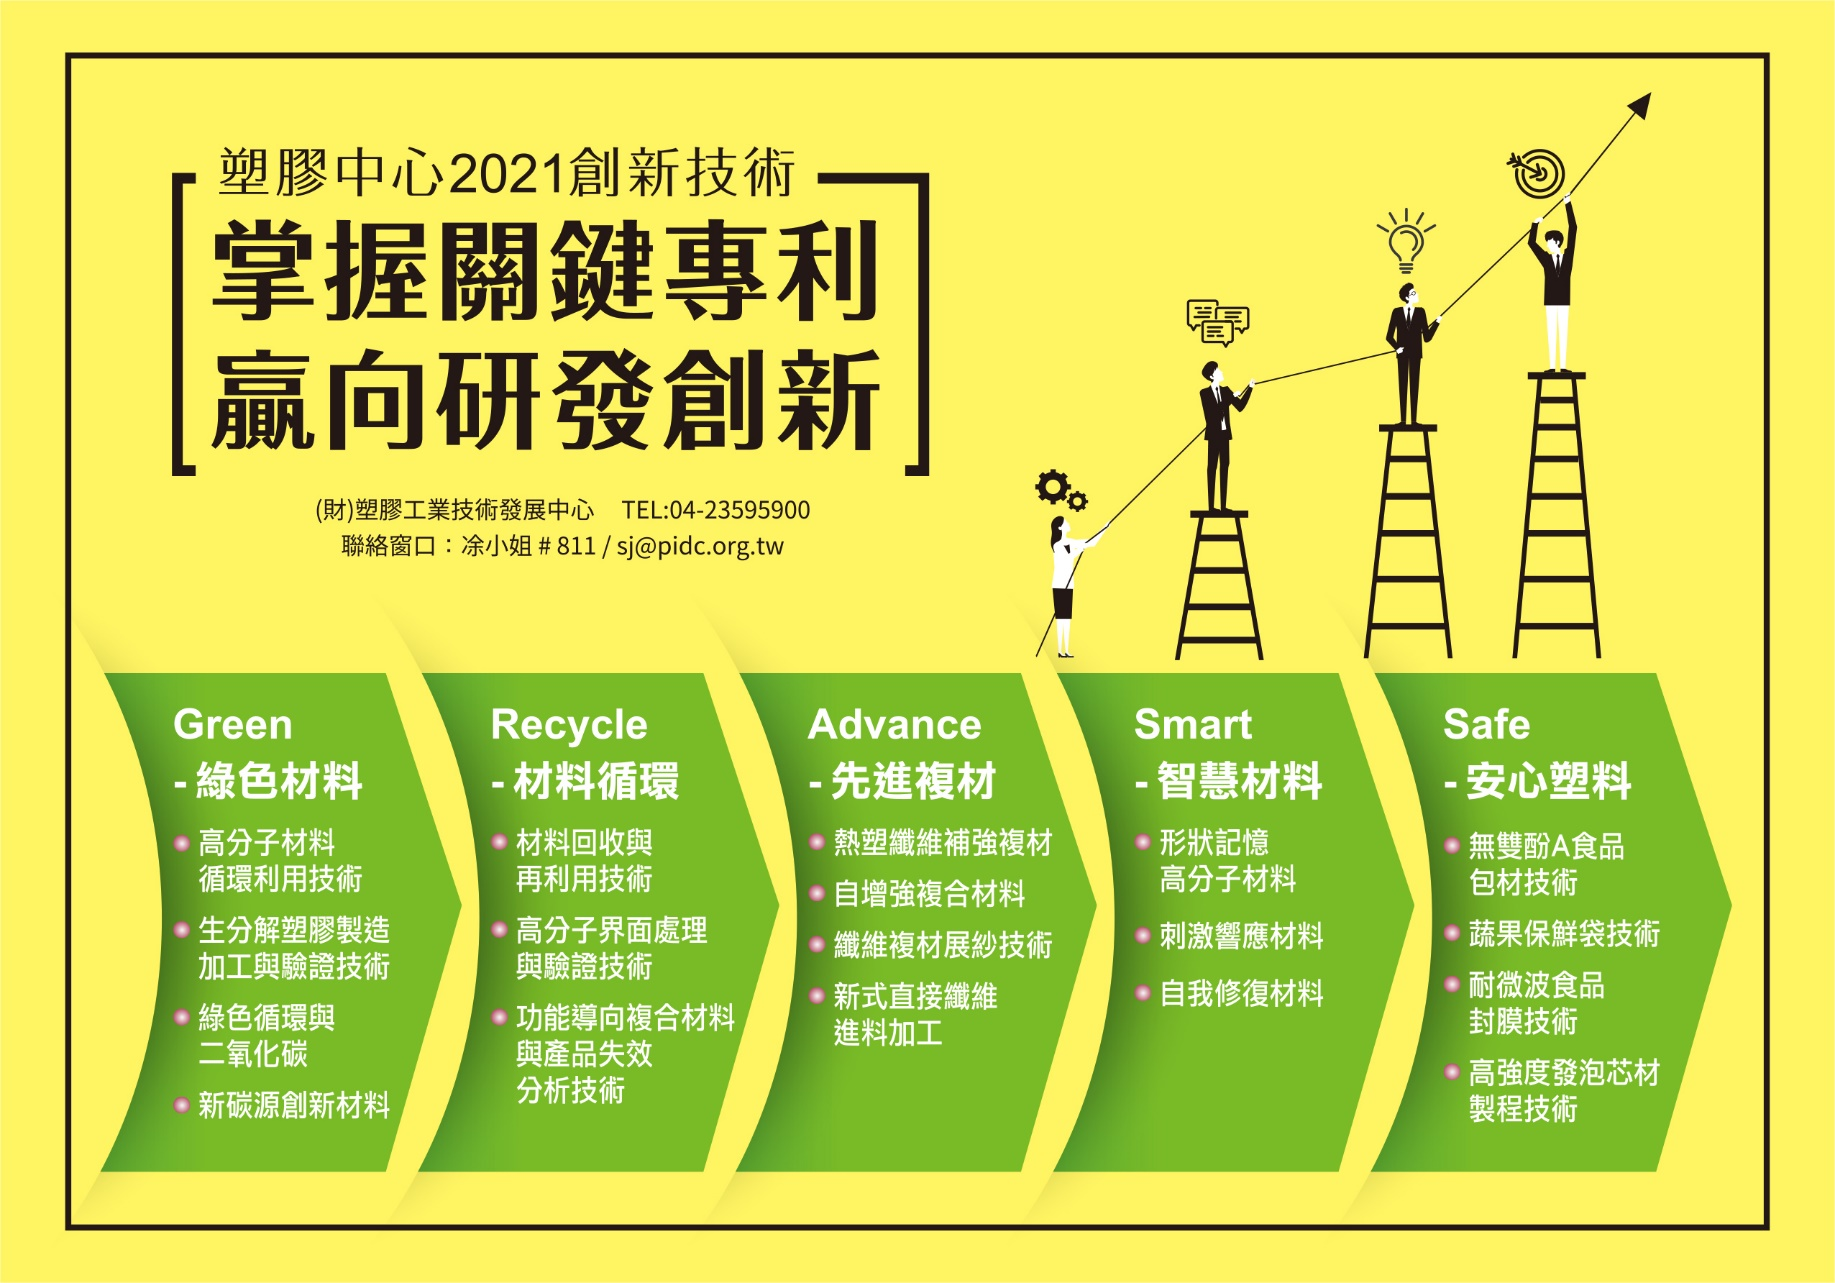 塑膠中心2021創新技術
掌握關鍵專利
贏向研發創新
(財)塑膠工業技術發展中心 TEL:04-23595900
聯絡窗口：凃小姐 # 811 / sj@pidc.org.tw
Green
- 綠色材料
高分子材料
循環利用技術
生分解塑膠製造
加工與驗證技術
綠色循環與
二氧化碳
新碳源創新材料
Recycle
- 材料循環
材料回收與
再利用技術
高分子界面處理
與驗證技術
功能導向複合材料
與產品失效
分析技術
Advance
- 先進複材
熱塑纖維補強複材
自增強複合材料
纖維複材展紗技術
新式直接纖維
進料加工
Smart
- 智慧材料
形狀記憶
高分子材料
刺激響應材料
自我修復材料
Safe
- 安心塑料
無雙酚A食品
包材技術
蔬果保鮮袋技術
耐微波食品
封膜技術
高強度發泡芯材
製程技術